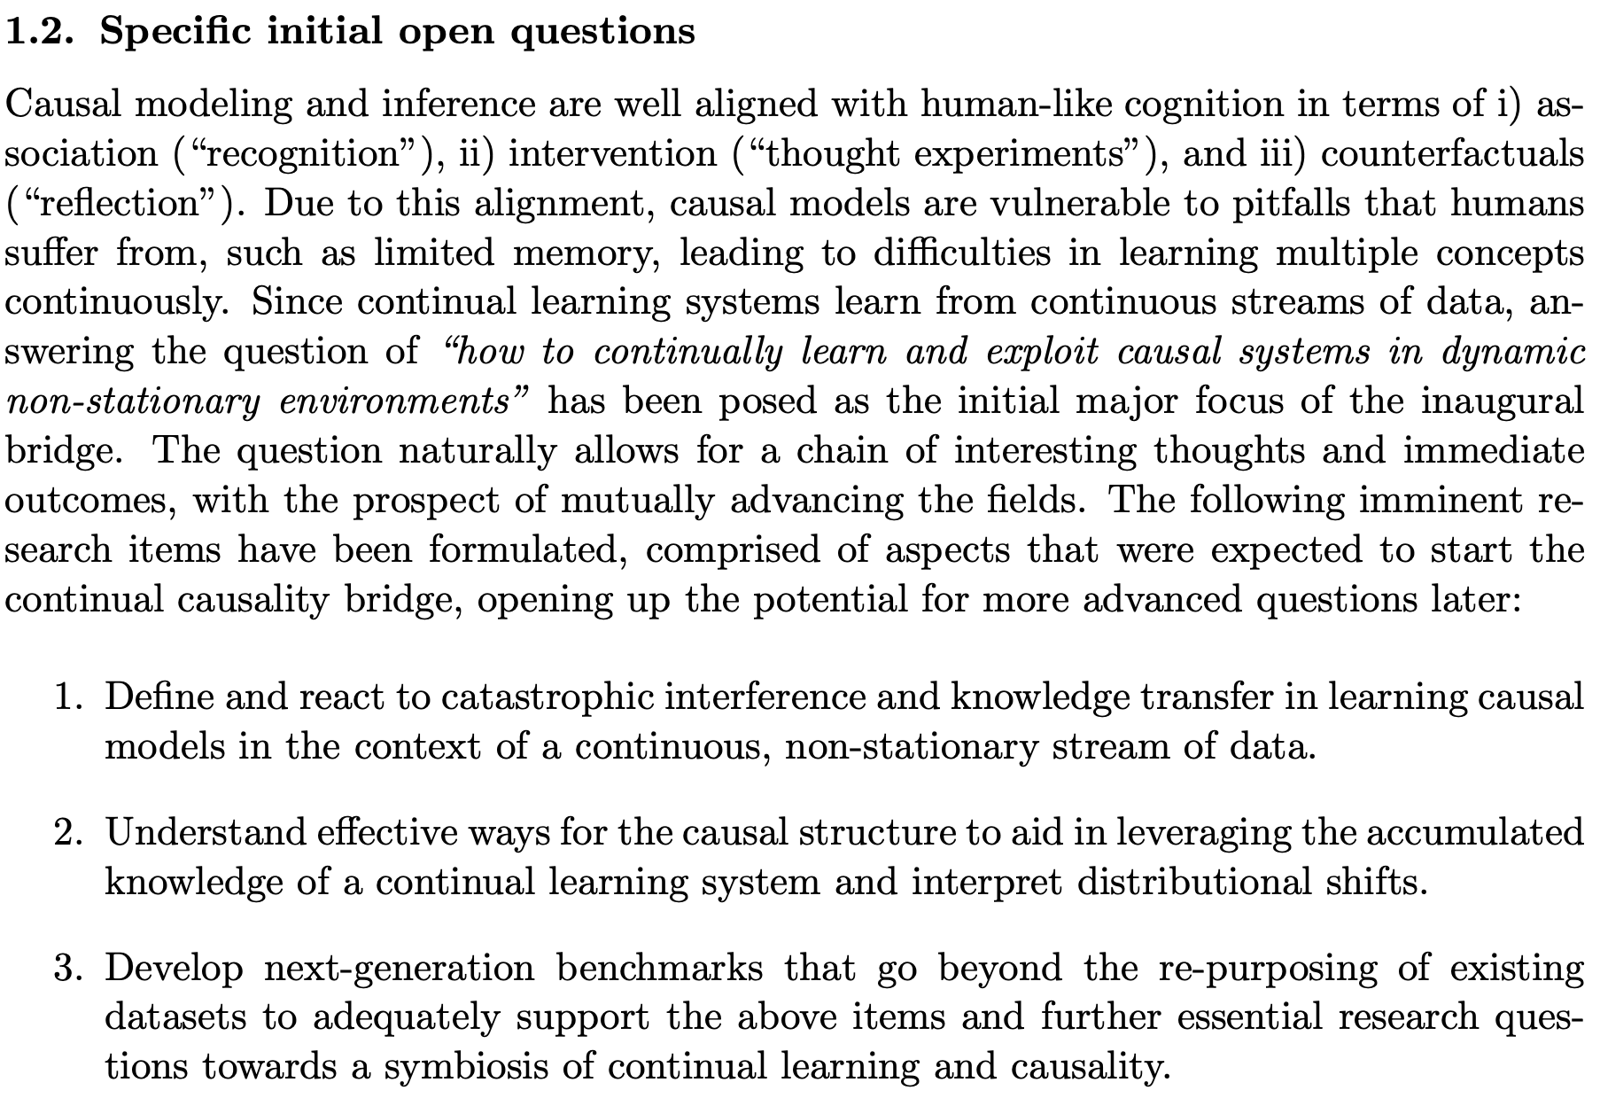 1.2. Specific initial open questions
Causal modeling and inference are well aligned with human-like cognition in terms of i) as-
sociation (“recognition”), ii) intervention (“thought experiments”), and iii) counterfactuals
(“reflection”). Due to this alignment, causal models are vulnerable to pitfalls that humans
suffer from, such as limited memory, leading to difficulties in learning multiple concepts
continuously. Since continual learning systems learn from continuous streams of data, an-
swering the question of “how to continually learn and exploit causal systems in dynamic
non-stationary environments” has been posed as the initial major focus of the inaugural
bridge. The question naturally allows for a chain of interesting thoughts and immediate
outcomes, with the prospect of mutually advancing the fields. The following imminent re-
search items have been formulated, comprised of aspects that were expected to start the
continual causality bridge, opening up the potential for more advanced questions later:
1. Define and react to catastrophic interference and knowledge transfer in learning causal
models in the context of a continuous, non-stationary stream of data.
2. Understand effective ways for the causal structure to aid in leveraging the accumulated
knowledge of a continual learning system and interpret distributional shifts.
3. Develop next-generation benchmarks that go beyond the re-purposing of existing
datasets to adequately support the above items and further essential research ques-
tions towards a symbiosis of continual learning and causality.